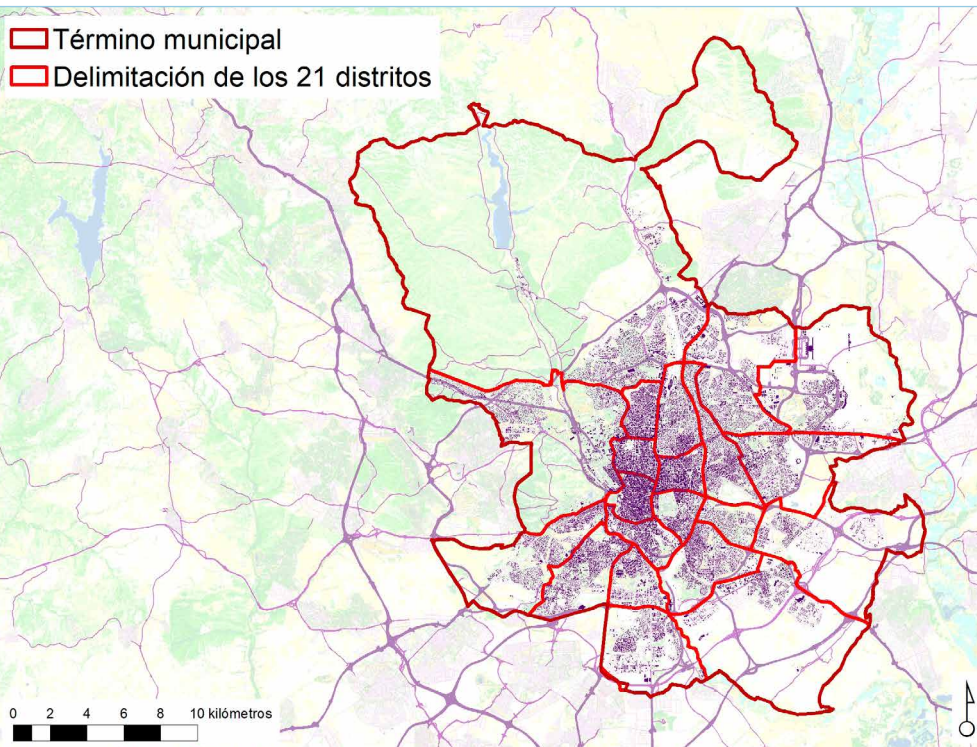 Término municipal
Delimitación de los 21 distritos
0 2 4 6 8 10 kilómetros